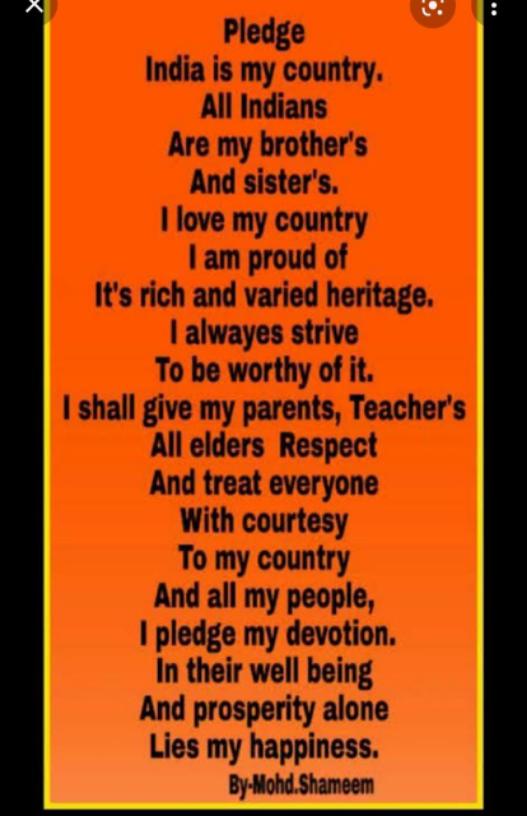 Pledge
India is my country.
All Indians
Are my brother's
And sister's.
I love my country
I am proud of
It's rich and varied heritage.
I alwayes strive
To be worthy of it.
I shall give my parents, Teacher's
All elders Respect
And treat everyone
With courtesy
To my country
And all my people,
I pledge my devotion.
In their well being
And prosperity alone
Lies my happiness.
By-Mohd.Shameem